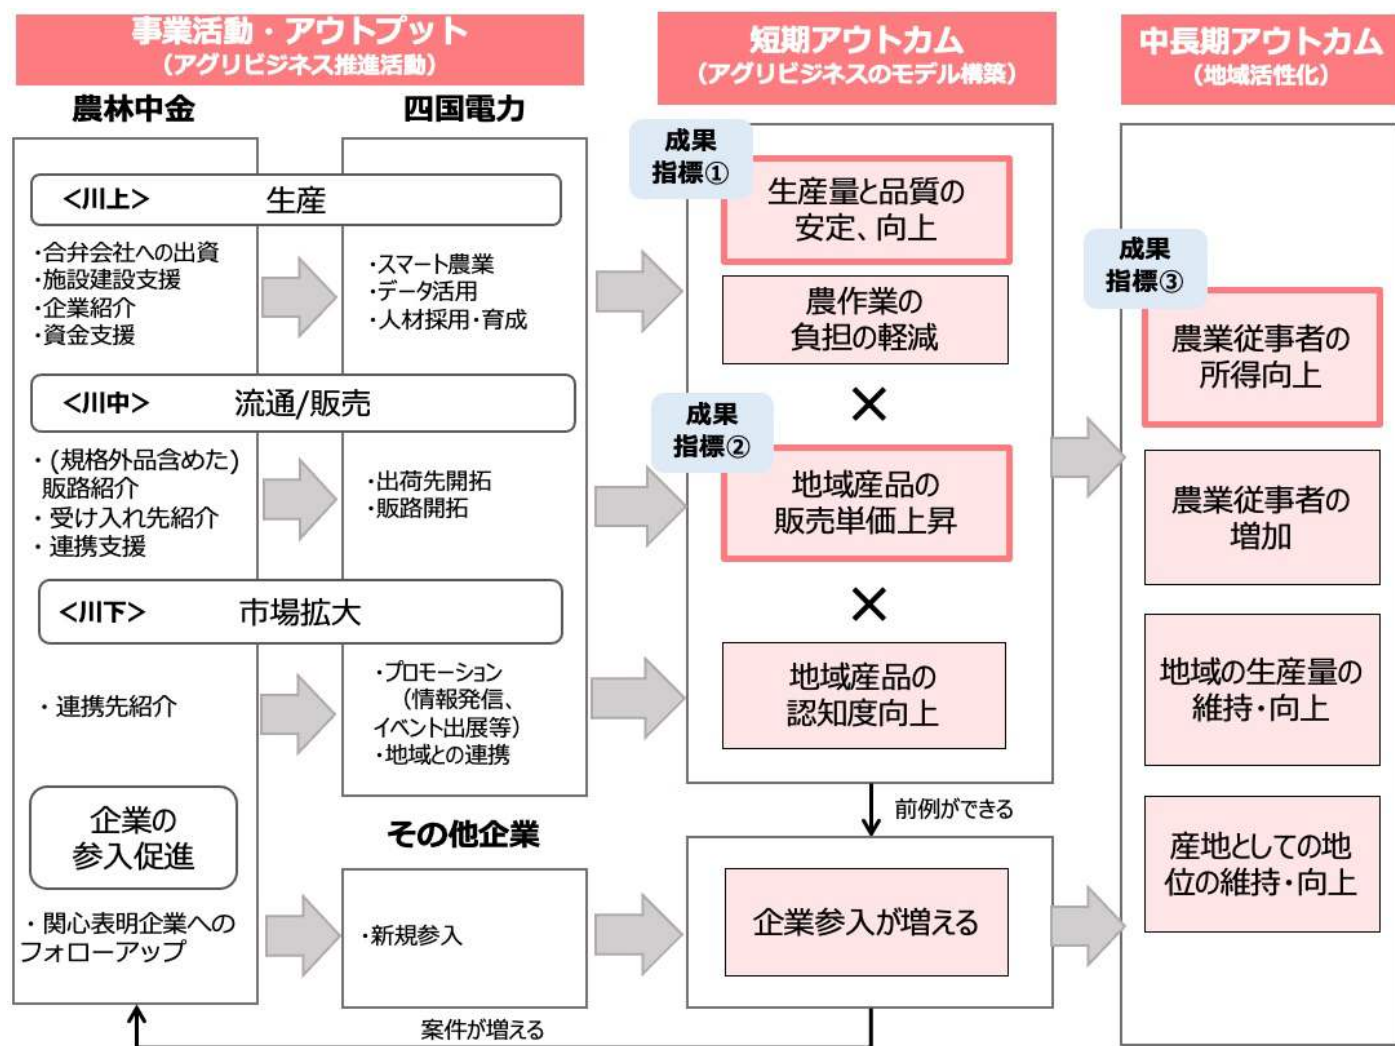 事業活動・アウトプット
(アグリビジネス推進活動)
短期アウトカム
(アグリビジネスのモデル構築)
中長期アウトカム
(地域活性化)
農林中金
四国電力
<川上> 生産
・合弁会社への出資
・施設建設支援
・企業紹介
・資金支援
・スマート農業
・データ活用
・人材採用・育成
成果
指標①
生産量と品質の
安定、向上
農作業の
負担の軽減
×
<川中> 流通/販売
・(規格外品含めた)
販路紹介
・受け入れ先紹介
・連携支援
・出荷先開拓
・販路開拓
成果
指標②
地域産品の
販売単価上昇
×
<川下> 市場拡大
・連携先紹介
・プロモーション
(情報発信、
イベント出展等)
・地域との連携
地域産品の
認知度向上
前例ができる
企業の
参入促進
・関心表明企業への
フォローアップ
その他企業
・新規参入
企業参入が増える
案件が増える
成果
指標③
農業従事者の
所得向上
農業従事者の
増加
地域の生産量の
維持・向上
産地としての地
位の維持・向上